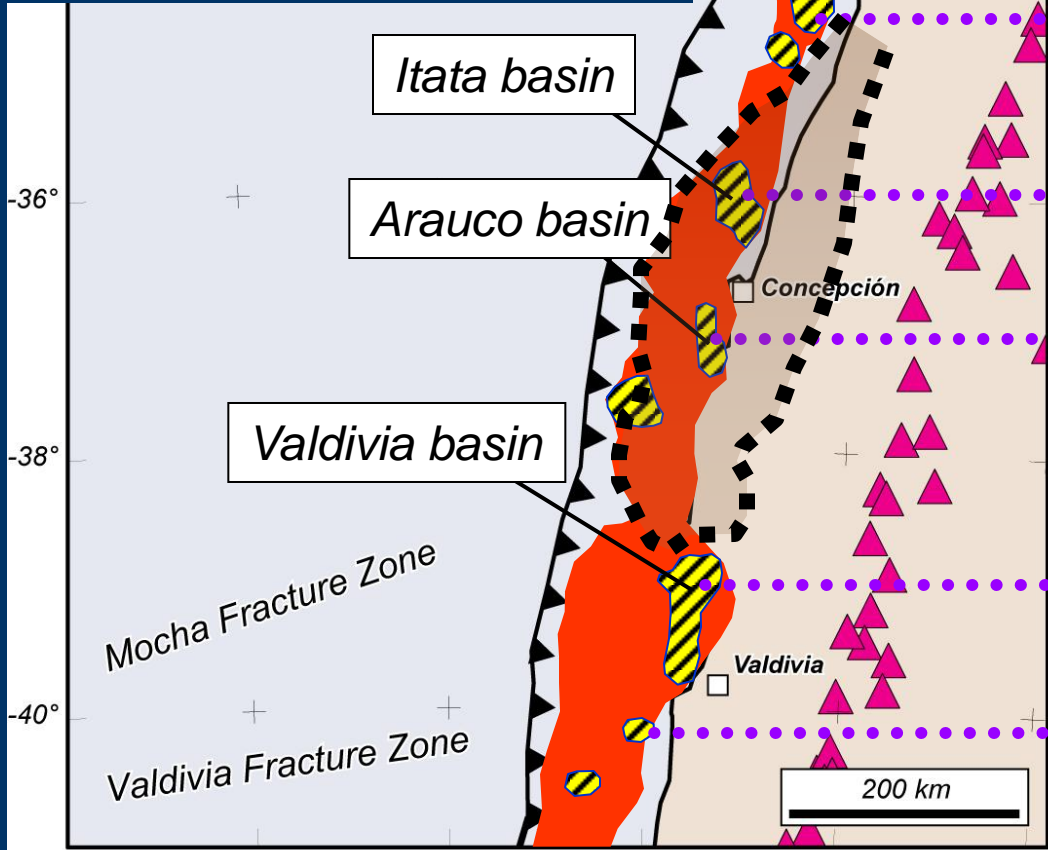 Itata basin
-36°
Arauco basin
Concepción
Valdivia basin
-38°
Mocha Fracture Zone
Valdivia
-40°
Valdivia Fracture Zone
200 km